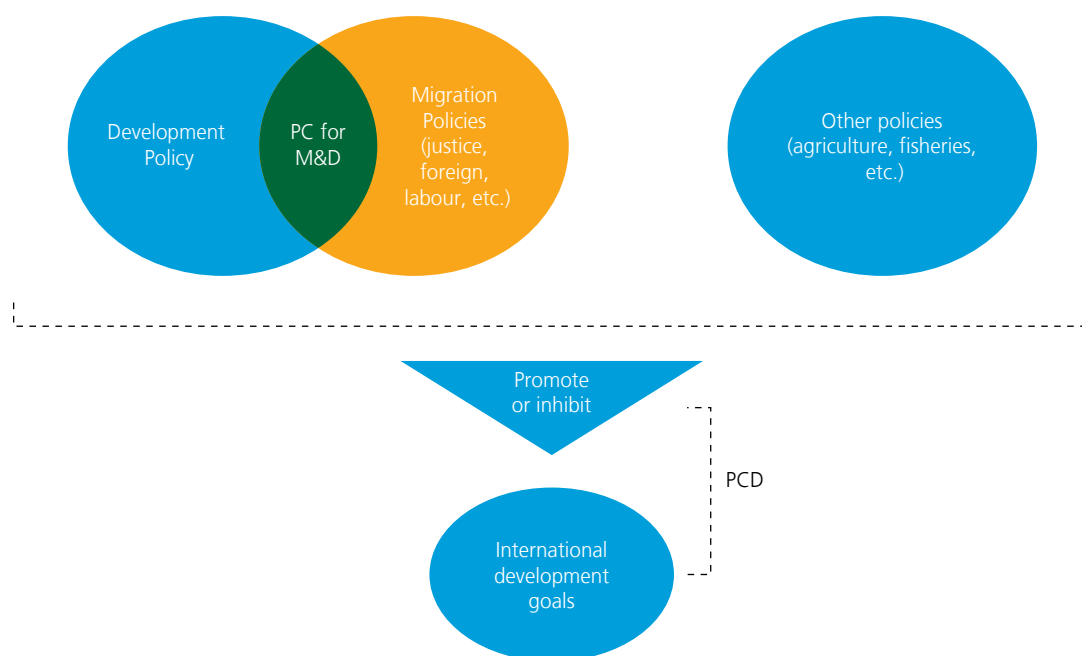 Development
Policy
PC for
M&D
Migration
Policies
(justice,
foreign,
labour, etc.)
Other policies
(agriculture, fisheries,
etc.)
Promote
or inhibit
PCD
International
development
goals